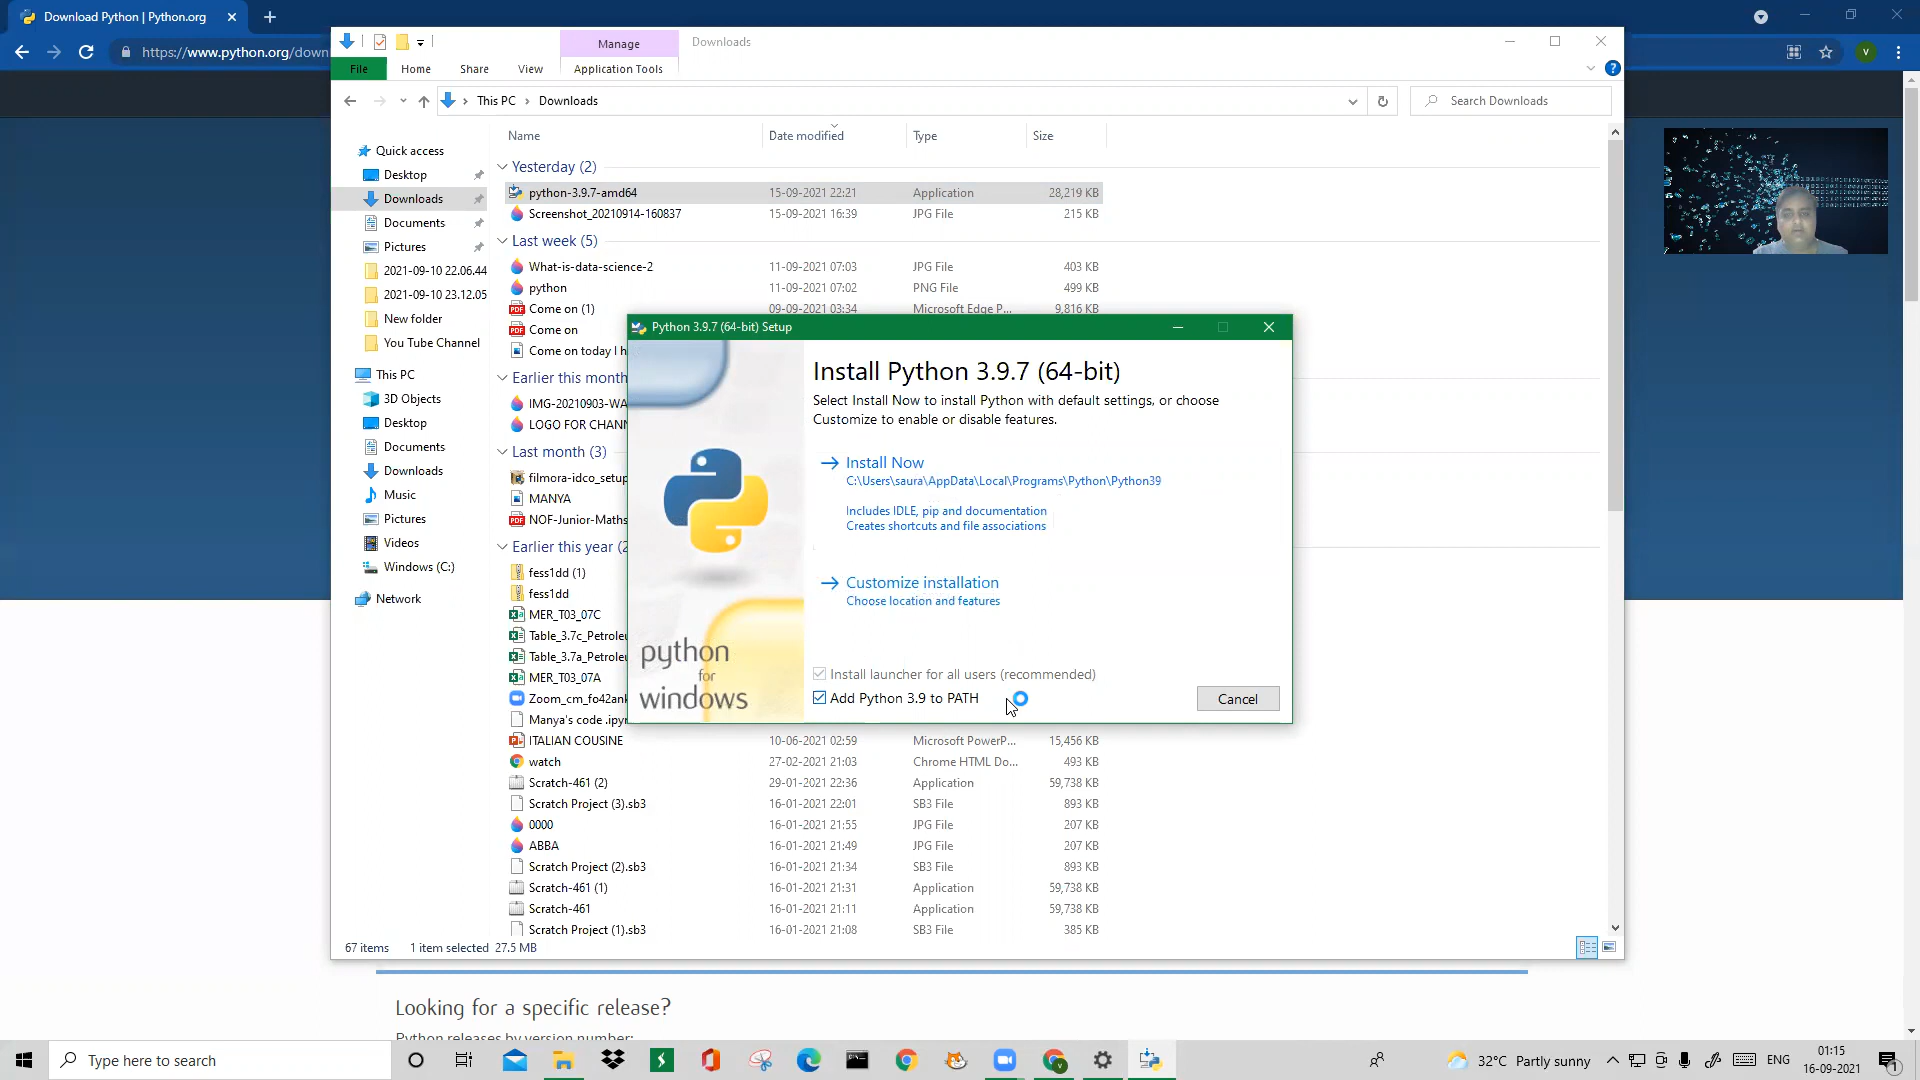 Download Python | Python.org
https://www.python.org/down
Manage
Downloads
File
Home
Share
View
Application Tools
This PC
Downloads
Search Downloads
Name
Date modified
Type
Size
Quick access
Desktop
Downloads
Documents
Pictures
2021-09-10 22.06.44
2021-09-10 23.12.05
New folder
You Tube Channel
This PC
3D Objects
Desktop
Documents
Downloads
Music
Pictures
Videos
Windows (C:)
Network
Yesterday (2)
python-3.9.7-amd64 15-09-2021 22:21 Application 28,219 KB
Screenshot_20210914-160837 15-09-2021 16:39 JPG File 215 KB
Last week (5)
What-is-data-science-2 11-09-2021 07:03 JPG File 403 KB
python 11-09-2021 07:02 PNG File 499 KB
Come on (1) 09-09-2021 03:34 Microsoft Edge P... 9,816 KB
Come on
Come on today I h
Earlier this month
IMG-20210903-WA
LOGO FOR CHANN
Last month (3)
filmora-idco_setup
MANYA
NOF-Junior-Maths
Earlier this year (2
fess1dd (1)
fess1dd
MER_T03_07C
Table_3.7c_Petroleu
Table_3.7a_Petroleu
MER_T03_07A
Zoom_cm_fo42ank
Manya's code .ipyn
ITALIAN COUSINE 10-06-2021 02:59 Microsoft PowerP... 15,456 KB
watch 27-02-2021 21:03 Chrome HTML Do... 493 KB
Scratch-461 (2) 29-01-2021 22:36 Application 59,738 KB
Scratch Project (3).sb3 16-01-2021 22:01 SB3 File 893 KB
0000 16-01-2021 21:55 JPG File 207 KB
ABBA 16-01-2021 21:49 JPG File 207 KB
Scratch Project (2).sb3 16-01-2021 21:34 SB3 File 893 KB
Scratch-461 (1) 16-01-2021 21:31 Application 59,738 KB
Scratch-461 16-01-2021 21:11 Application 59,738 KB
Scratch Project (1).sb3 16-01-2021 21:08 SB3 File 385 KB
67 items 1 item selected 27.5 MB
Python 3.9.7 (64-bit) Setup
Install Python 3.9.7 (64-bit)
Select Install Now to install Python with default settings, or choose
Customize to enable or disable features.
Install Now
C:\Users\saura\AppData\Local\Programs\Python\Python39
Includes IDLE, pip and documentation
Creates shortcuts and file associations
Customize installation
Choose location and features
Install launcher for all users (recommended)
Add Python 3.9 to PATH
Cancel
python
for
windows
Looking for a specific release?
Python releases by version number:
Type here to search
32°C Partly sunny
ENG
01:15
16-09-2021